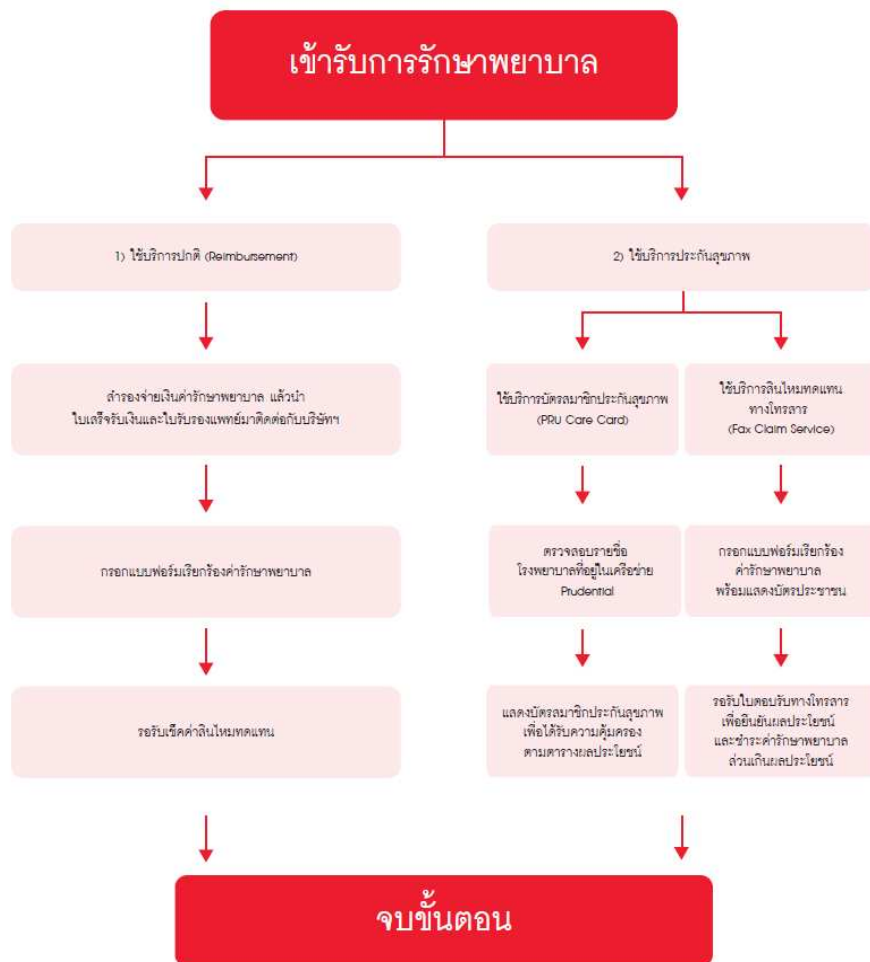 เข้ารับการรักษาพยาบาล
1) ใช้บริการปกติ (Reimbursement)
2) ใช้บริการประกันสุขภาพ
สำรองจ่ายเงินค่ารักษาพยาบาล แล้วนำ
ใบเสร็จรับเงินและใบรับรองแพทย์มาติดต่อกับบริษัทฯ
ใช้บริการบัตรสมาชิกประกันสุขภาพ
(PRU Care Card)
ใช้บริการสินไหมทดแทน
ทางโทรสาร
(Fax Claim Service)
กรอกแบบฟอร์มเรียกร้องค่ารักษาพยาบาล
ตรวจสอบรายชื่อ
โรงพยาบาลที่อยู่ในเครือข่าย
Prudential
กรอกแบบฟอร์มเรียกร้อง
ค่ารักษาพยาบาล
พร้อมแสดงบัตรประชาชน
รอรับเช็คค่าสินไหมทดแทน
แสดงบัตรสมาชิกประกันสุขภาพ
เพื่อได้รับความคุ้มครอง
ตามตารางผลประโยชน์
รอรับใบตอบรับทางโทรสาร
เพื่อยืนยันผลประโยชน์
และชำระค่ารักษาพยาบาล
ส่วนเกินผลประโยชน์
จบขั้นตอน